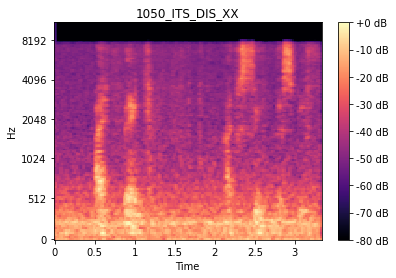 1050_ITS_DIS_XX
+0 dB
8192
-10 dB
4096
-20 dB
-30 dB
2048
Hz
-40 dB
1024
-50 dB
-60 dB
512
-70 dB
0
-80 dB
0 0.5 1 1.5 2 2.5 3
Time